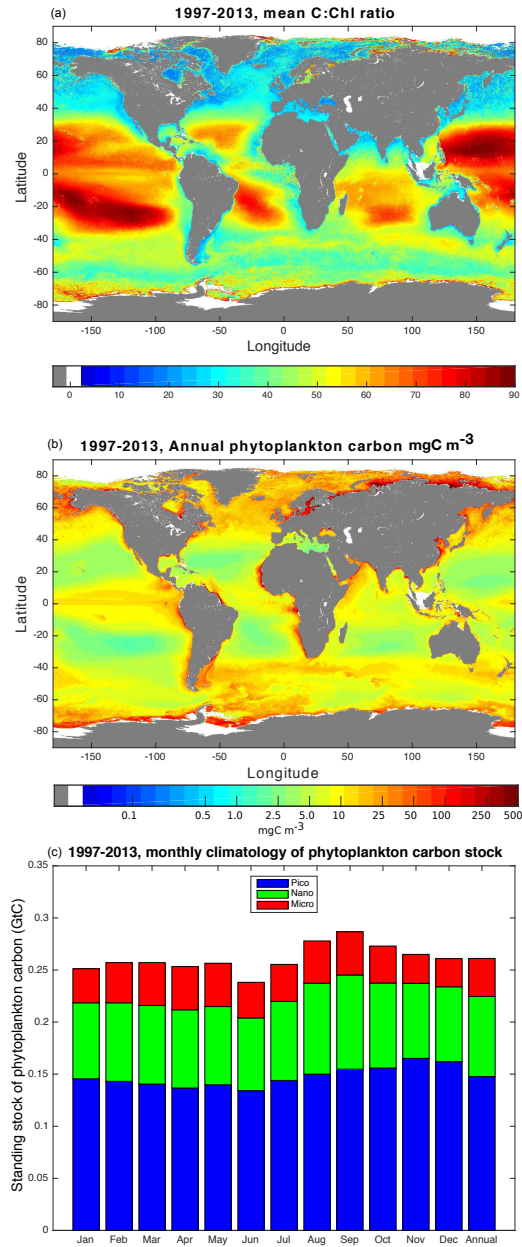 (a)
1997-2013, mean C:Chl ratio
80
60
40
20
0
-20
-40
-60
-80
Latitude
-150 -100 -50 0 50 100 150
Longitude
0 10 20 30 40 50 60 70 80 90
(b)
1997-2013, Annual phytoplankton carbon mgC m⁻³
80
60
40
20
0
-20
-40
-60
-80
Latitude
-150 -100 -50 0 50 100 150
Longitude
0.1 0.5 1.0 2.5 5.0 10 25 50 100 250 500
mgC m⁻³
(c) 1997-2013, monthly climatology of phytoplankton carbon stock
0.35
0.3
0.25
0.2
0.15
0.1
0.05
0
Standing stock of phytoplankton carbon (GtC)
Pico
Nano
Micro
Jan Feb Mar Apr May Jun Jul Aug Sep Oct Nov Dec Annual